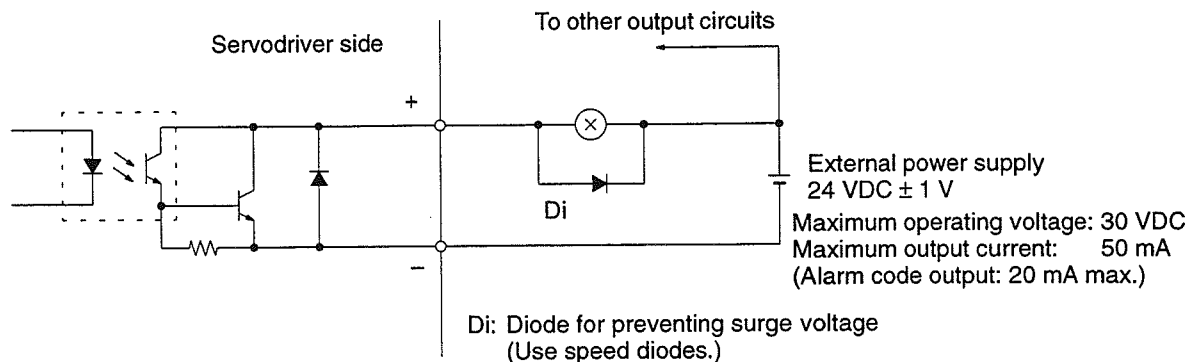 To other output circuits
Servodriver side
+
Di
External power supply
24 VDC ± 1 V
Maximum operating voltage: 30 VDC
Maximum output current: 50 mA
(Alarm code output: 20 mA max.)
–
Di: Diode for preventing surge voltage
(Use speed diodes.)